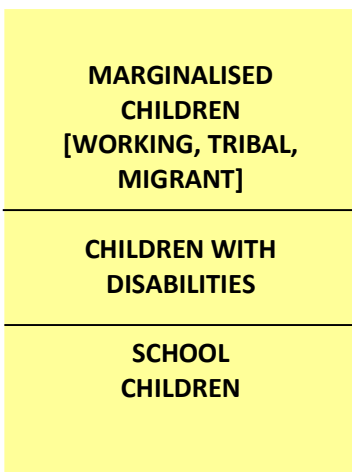 MARGINALISED
CHILDREN
[WORKING, TRIBAL,
MIGRANT]
CHILDREN WITH
DISABILITIES
SCHOOL
CHILDREN